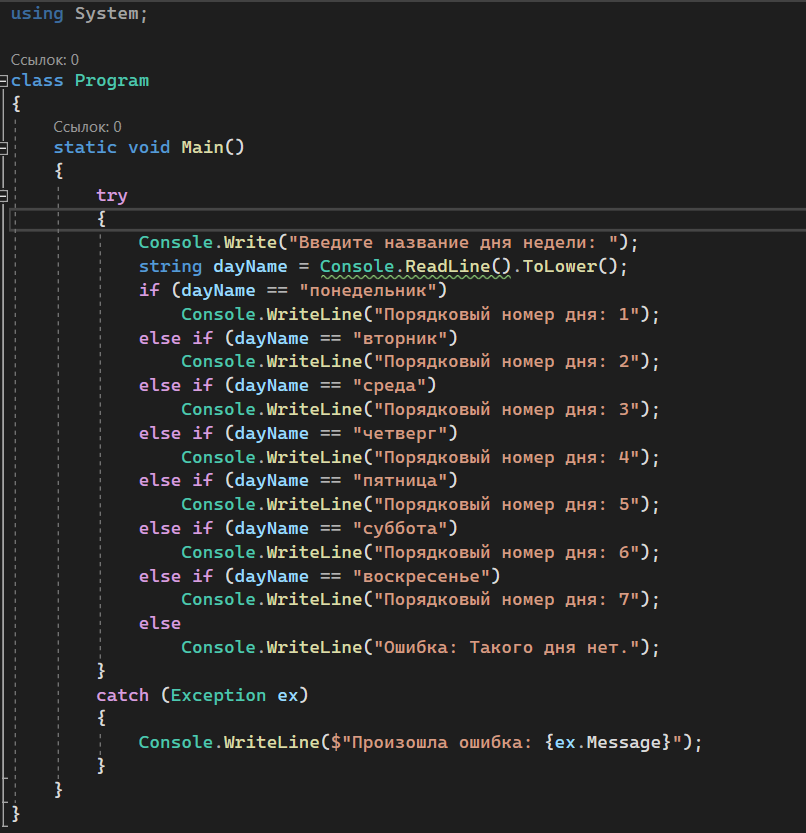 using System;
Ссылок: 0
class Program
{
Ссылок: 0
static void Main()
{
try
{
Console.Write("Введите название дня недели: ");
string dayName = Console.ReadLine().ToLower();
if (dayName == "понедельник")
Console.WriteLine("Порядковый номер дня: 1");
else if (dayName == "вторник")
Console.WriteLine("Порядковый номер дня: 2");
else if (dayName == "среда")
Console.WriteLine("Порядковый номер дня: 3");
else if (dayName == "четверг")
Console.WriteLine("Порядковый номер дня: 4");
else if (dayName == "пятница")
Console.WriteLine("Порядковый номер дня: 5");
else if (dayName == "суббота")
Console.WriteLine("Порядковый номер дня: 6");
else if (dayName == "воскресенье")
Console.WriteLine("Порядковый номер дня: 7");
else
Console.WriteLine("Ошибка: Такого дня нет.");
}
catch (Exception ex)
{
Console.WriteLine($"Произошла ошибка: {ex.Message}");
}
}
}